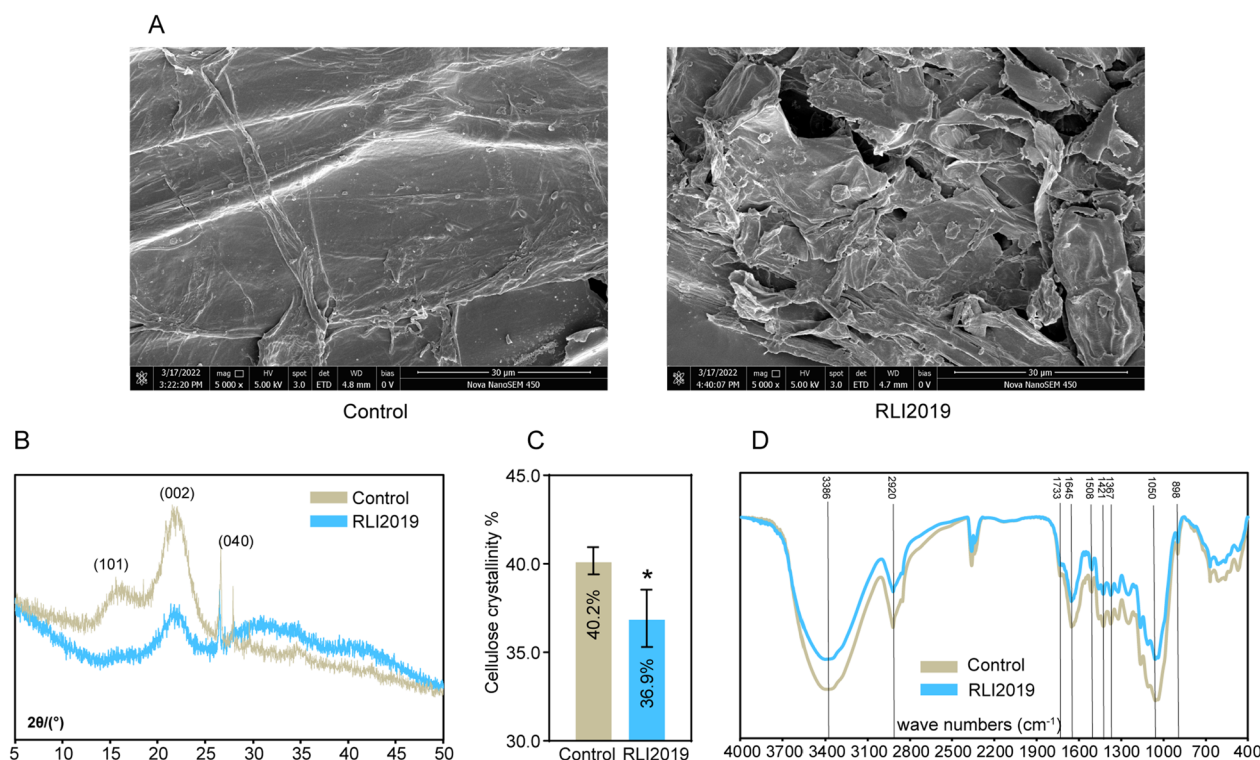 A
3/17/2022 mag HV spot det WD bias
3:22:20 PM 5 000 x 5.00 kV 3.0 ETD 4.8 mm 0 V
30 µm
Nova NanoSEM 450
3/17/2022 mag HV spot det WD bias
4:40:07 PM 5 000 x 5.00 kV 3.0 ETD 4.7 mm 0 V
30 µm
Nova NanoSEM 450
Control
RLI2019
B
(101)
(002)
(040)
Control
RLI2019
2θ/(°)
5 10 15 20 25 30 35 40 45 50
C
Cellulose crystallinity %
45.0
40.0
35.0
30.0
*
40.2%
36.9%
Control RLI2019
D
3386 2920 1733 1645 1508 1421 1367 1050 898
Control
RLI2019
wave numbers (cm⁻¹)
4000 3700 3400 2800 2200 1600 1300 1000 700 400